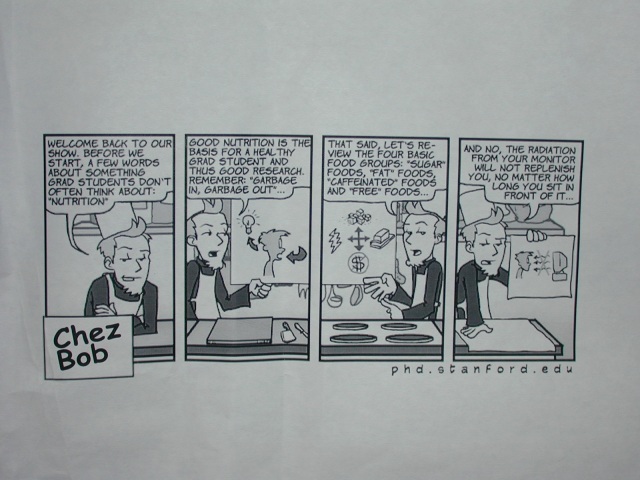 WELCOME BACK TO OUR
SHOW. BEFORE WE
START, A FEW WORDS
ABOUT SOMETHING
GRAD STUDENTS DON'T
OFTEN THINK ABOUT:
"NUTRITION"
GOOD NUTRITION IS THE
BASIS FOR A HEALTHY
GRAD STUDENT AND
THUS GOOD RESEARCH.
REMEMBER: "GARBAGE
IN, GARBAGE OUT"...
THAT SAID, LET'S RE-
VIEW THE FOUR BASIC
FOOD GROUPS: "SUGAR"
FOODS, "FAT" FOODS,
"CAFFEINATED" FOODS
AND "FREE" FOODS...
$
AND NO, THE RADIATION
FROM YOUR MONITOR
WILL NOT REPLENISH
YOU, NO MATTER HOW
LONG YOU SIT IN
FRONT OF IT...
Chez
Bob
phd.stanford.edu